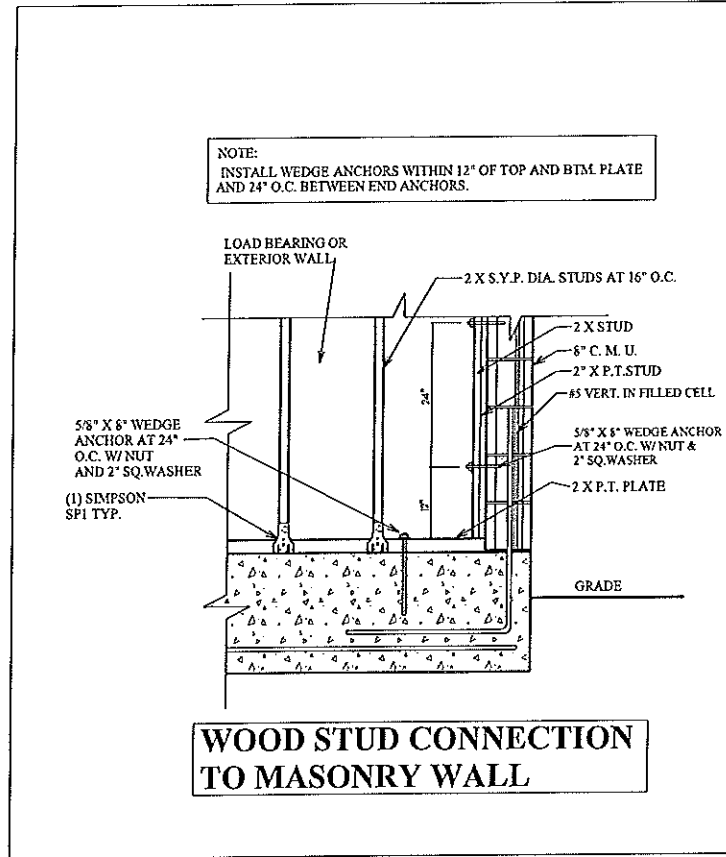 NOTE:
INSTALL WEDGE ANCHORS WITHIN 12" OF TOP AND BTM. PLATE
AND 24" O.C. BETWEEN END ANCHORS.
LOAD BEARING OR
EXTERIOR WALL
2 X S.Y.P. DIA. STUDS AT 16" O.C.
2 X STUD
8" C. M. U.
2" X P.T.STUD
#5 VERT. IN FILLED CELL
24"
5/8" X 8" WEDGE
ANCHOR AT 24"
O.C. W/ NUT
AND 2" SQ.WASHER
5/8" X 8" WEDGE ANCHOR
AT 24" O.C. W/ NUT &
2" SQ.WASHER
(1) SIMPSON
SP1 TYP.
12"
2 X P.T. PLATE
GRADE
WOOD STUD CONNECTION
TO MASONRY WALL